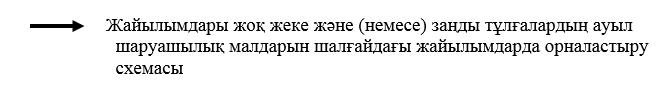 Жайылымдары жоқ жеке және (немесе) заңды тұлғалардың ауыл
шаруашылық малдарын шалғайдағы жайылымдарда орналастыру
схемасы